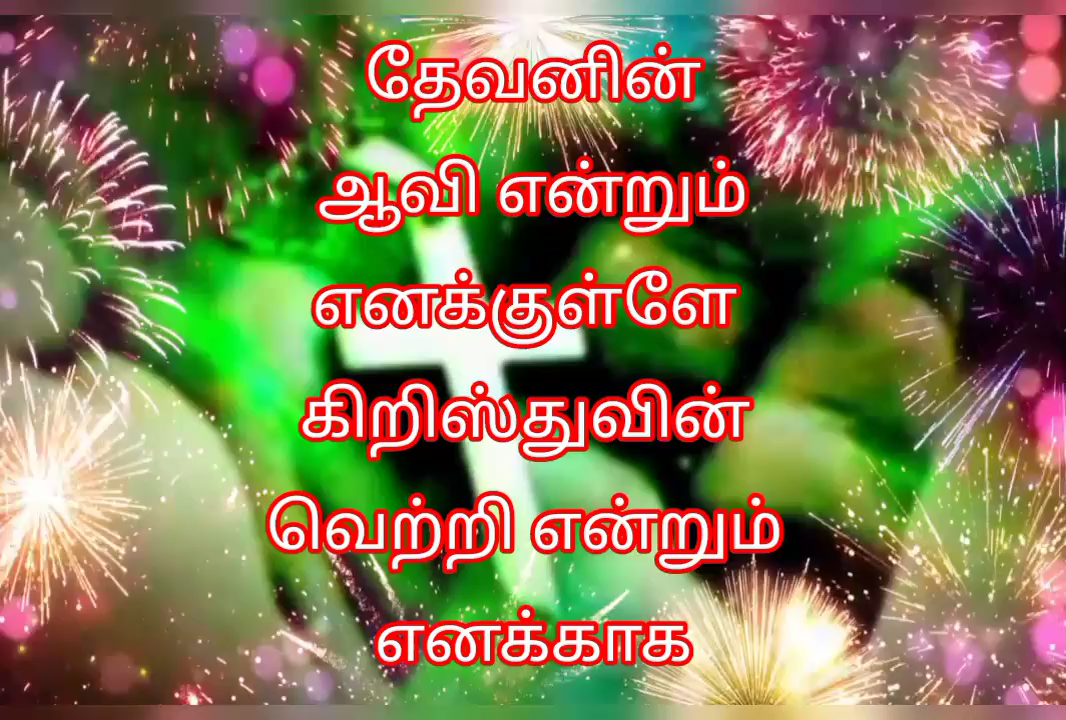 தேவனின்
ஆவி என்றும்
எனக்குள்ளே
கிறிஸ்துவின்
வெற்றி என்றும்
எனக்காக